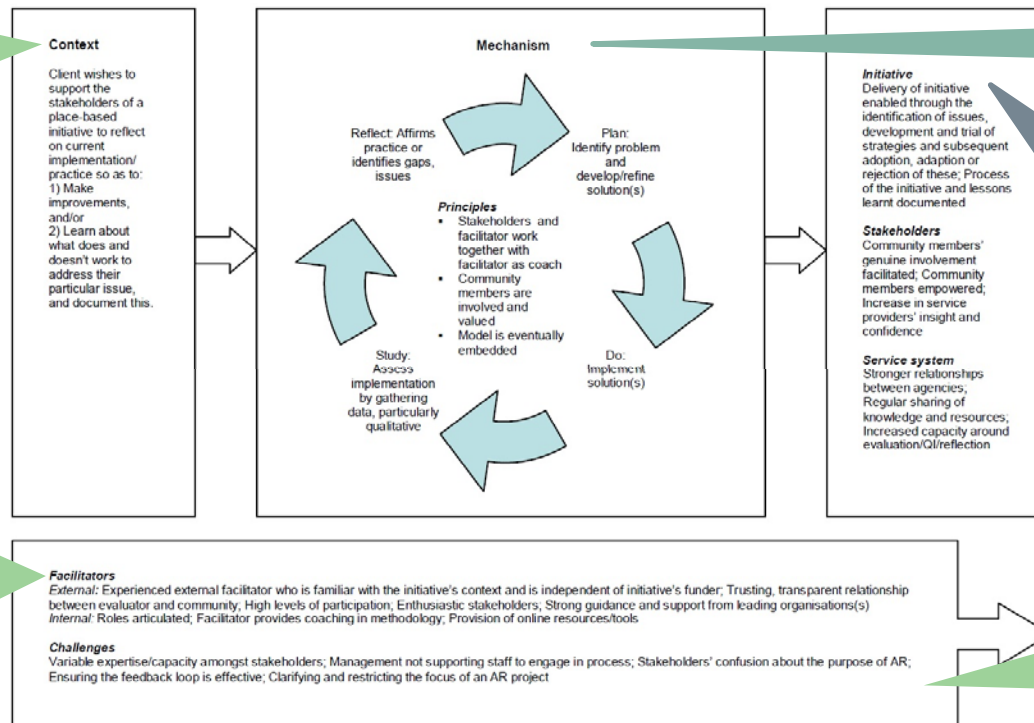 Context
Client wishes to
support the
stakeholders of a
place-based
initiative to reflect
on current
implementation/
practice so as to:
1) Make
improvements,
and/or
2) Learn about
what does and
doesn't work to
address their
particular issue,
and document this.
Mechanism
Reflect: Affirms
practice or
identifies gaps,
issues
Plan:
Identify problem
and
develop/refine
solution(s)
Principles
▪ Stakeholders and
facilitator work
together with
facilitator as coach
▪ Community
members are
involved and
valued
▪ Model is eventually
embedded
Study:
Assess
implementation
by gathering
data, particularly
qualitative
Do:
Implement
solution(s)
Initiative
Delivery of initiative
enabled through the
identification of issues,
development and trial of
strategies and subsequent
adoption, adaption or
rejection of these; Process
of the initiative and lessons
learnt documented
Stakeholders
Community members'
genuine involvement
facilitated; Community
members empowered;
Increase in service
providers' insight and
confidence
Service system
Stronger relationships
between agencies;
Regular sharing of
knowledge and resources;
Increased capacity around
evaluation/QI/reflection
Facilitators
External: Experienced external facilitator who is familiar with the initiative's context and is independent of initiative's funder; Trusting, transparent relationship
between evaluator and community; High levels of participation; Enthusiastic stakeholders; Strong guidance and support from leading organisations(s)
Internal: Roles articulated; Facilitator provides coaching in methodology; Provision of online resources/tools
Challenges
Variable expertise/capacity amongst stakeholders; Management not supporting staff to engage in process; Stakeholders' confusion about the purpose of AR;
Ensuring the feedback loop is effective; Clarifying and restricting the focus of an AR project